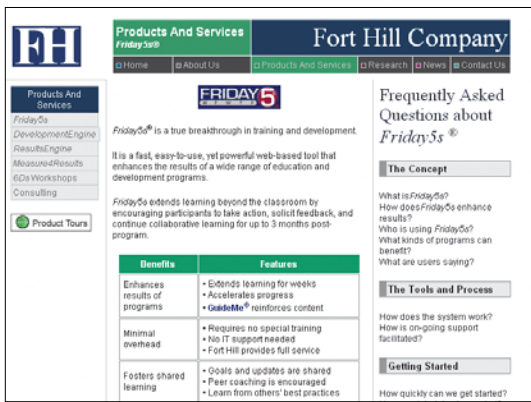 FH
Products And Services
Friday5s®
Fort Hill Company
Home
About Us
Products And Services
Research
News
Contact Us
Products And
Services
Friday5s
DevelopmentEngine
ResultsEngine
Measure4Results
6Ds Workshops
Consulting
Product Tours
FRIDAY5
Friday5s® is a true breakthrough in training and development.
It is a fast, easy-to-use, yet powerful web-based tool that
enhances the results of a wide range of education and
development programs.
Friday5s extends learning beyond the classroom by
encouraging participants to take action, solicit feedback, and
continue collaborative learning for up to 3 months post-
program.
Benefits Features
Enhances
results of
programs
• Extends learning for weeks
• Accelerates progress
• GuideMe® reinforces content
Minimal
overhead
• Requires no special training
• No IT support needed
• Fort Hill provides full service
Fosters shared
learning
• Goals and updates are shared
• Peer coaching is encouraged
• Learn from others' best practices
Frequently Asked
Questions about
Friday5s ®
The Concept
What is Friday5s?
How does Friday5s enhance
results?
Who is using Friday5s?
What kinds of programs can
benefit?
What are users saying?
The Tools and Process
How does the system work?
How is on-going support
facilitated?
Getting Started
How quickly can we get started?